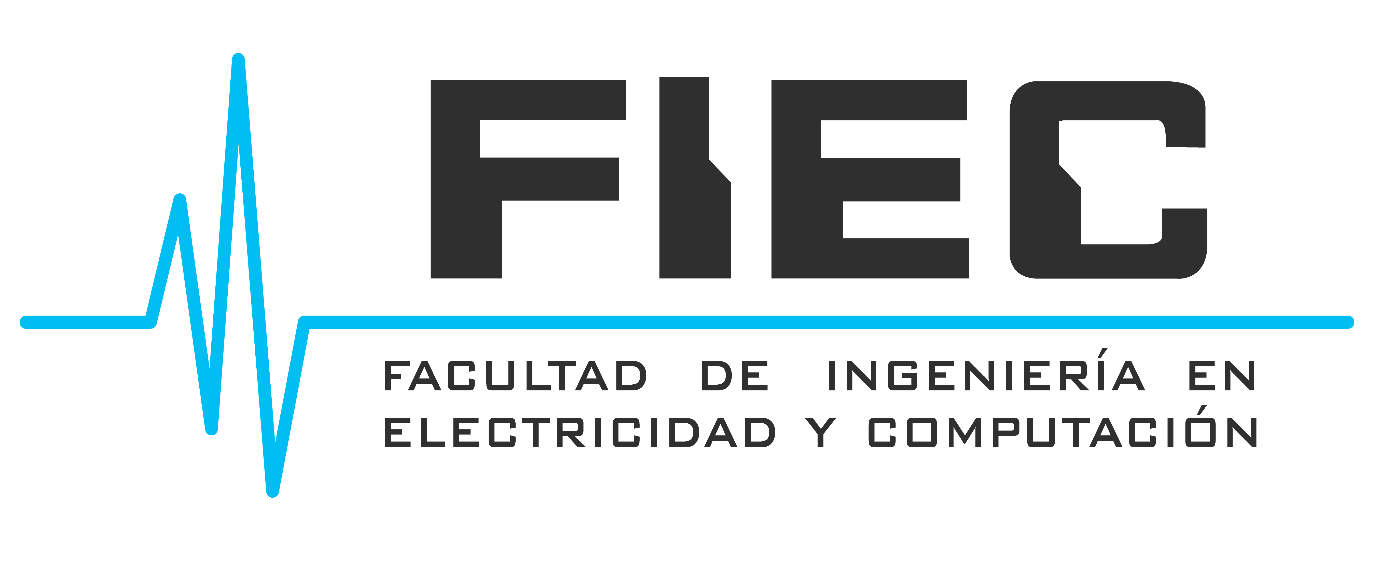 FIEC
FACULTAD DE INGENIERÍA EN
ELECTRICIDAD Y COMPUTACIÓN